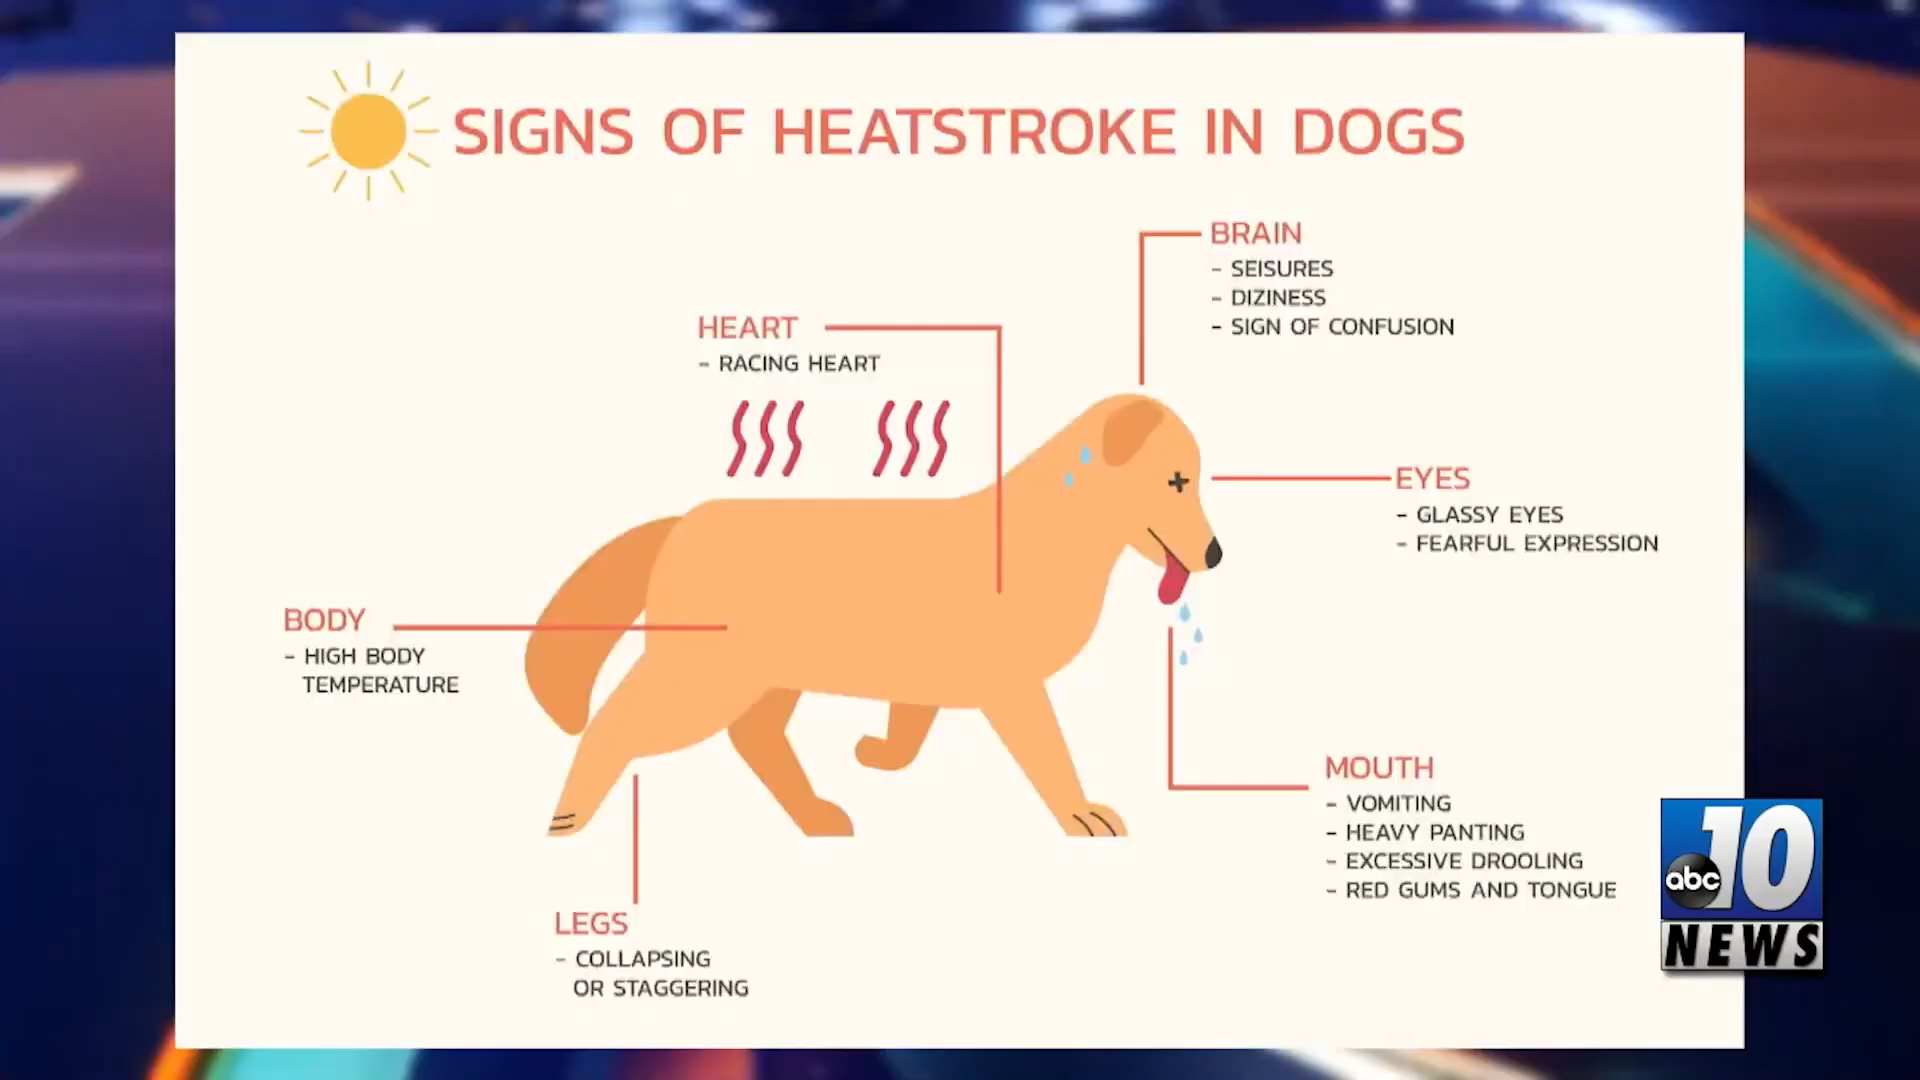 SIGNS OF HEATSTROKE IN DOGS
BRAIN
- SEISURES
- DIZINESS
- SIGN OF CONFUSION
HEART
- RACING HEART
EYES
- GLASSY EYES
- FEARFUL EXPRESSION
BODY
- HIGH BODY
TEMPERATURE
MOUTH
- VOMITING
- HEAVY PANTING
- EXCESSIVE DROOLING
- RED GUMS AND TONGUE
LEGS
- COLLAPSING
OR STAGGERING
abc 10
NEWS